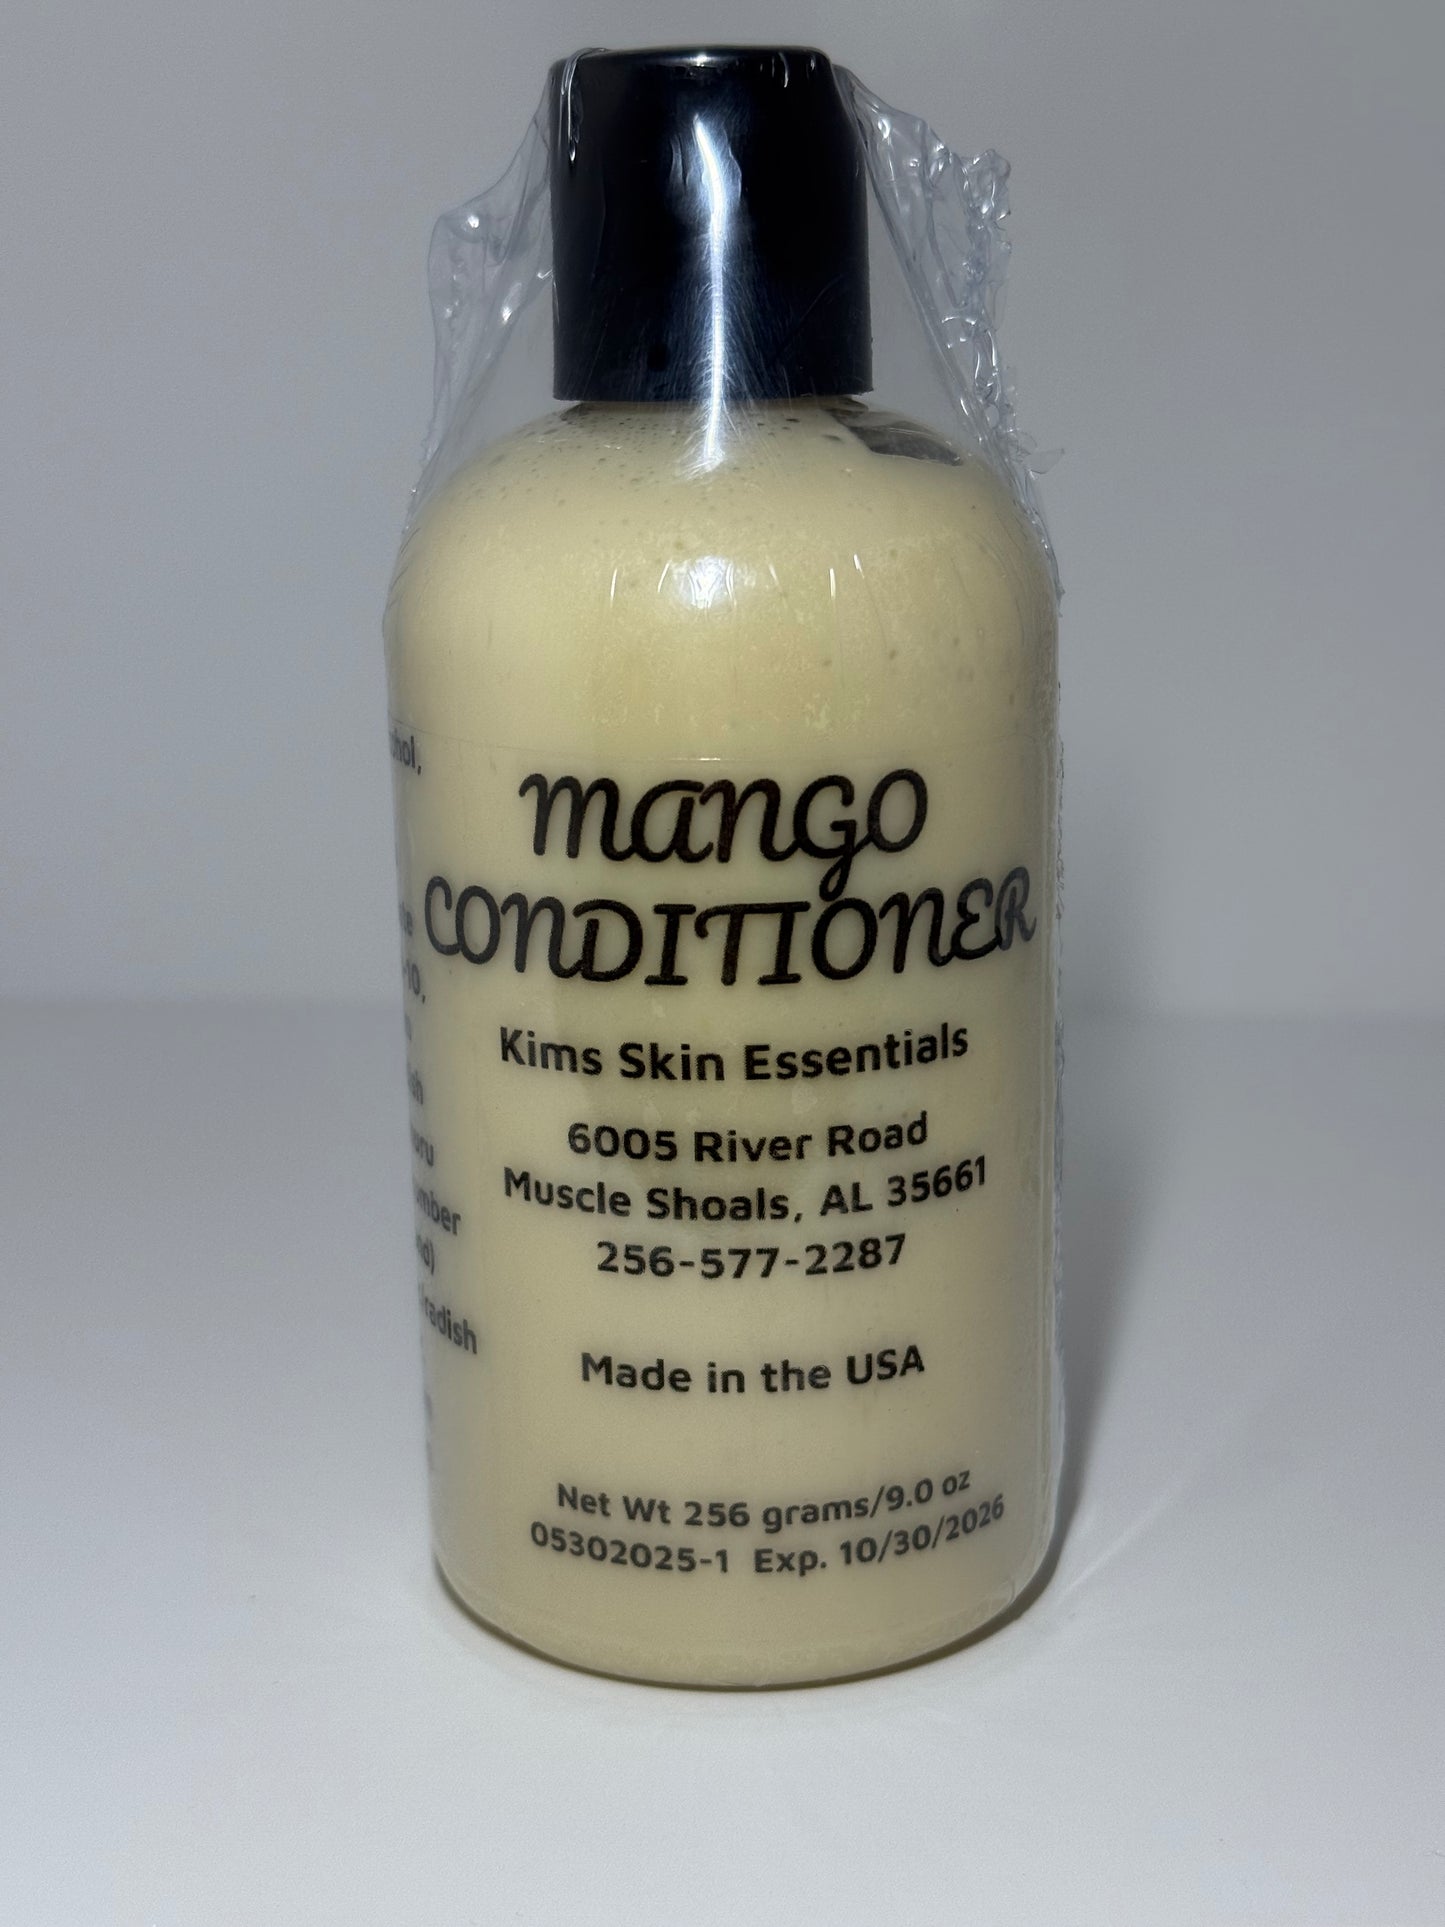 mango
CONDITIONER
Kims Skin Essentials
6005 River Road
Muscle Shoals, AL 35661
256-577-2287
Made in the USA
Net Wt 256 grams/9.0 oz
05302025-1 Exp. 10/30/2026